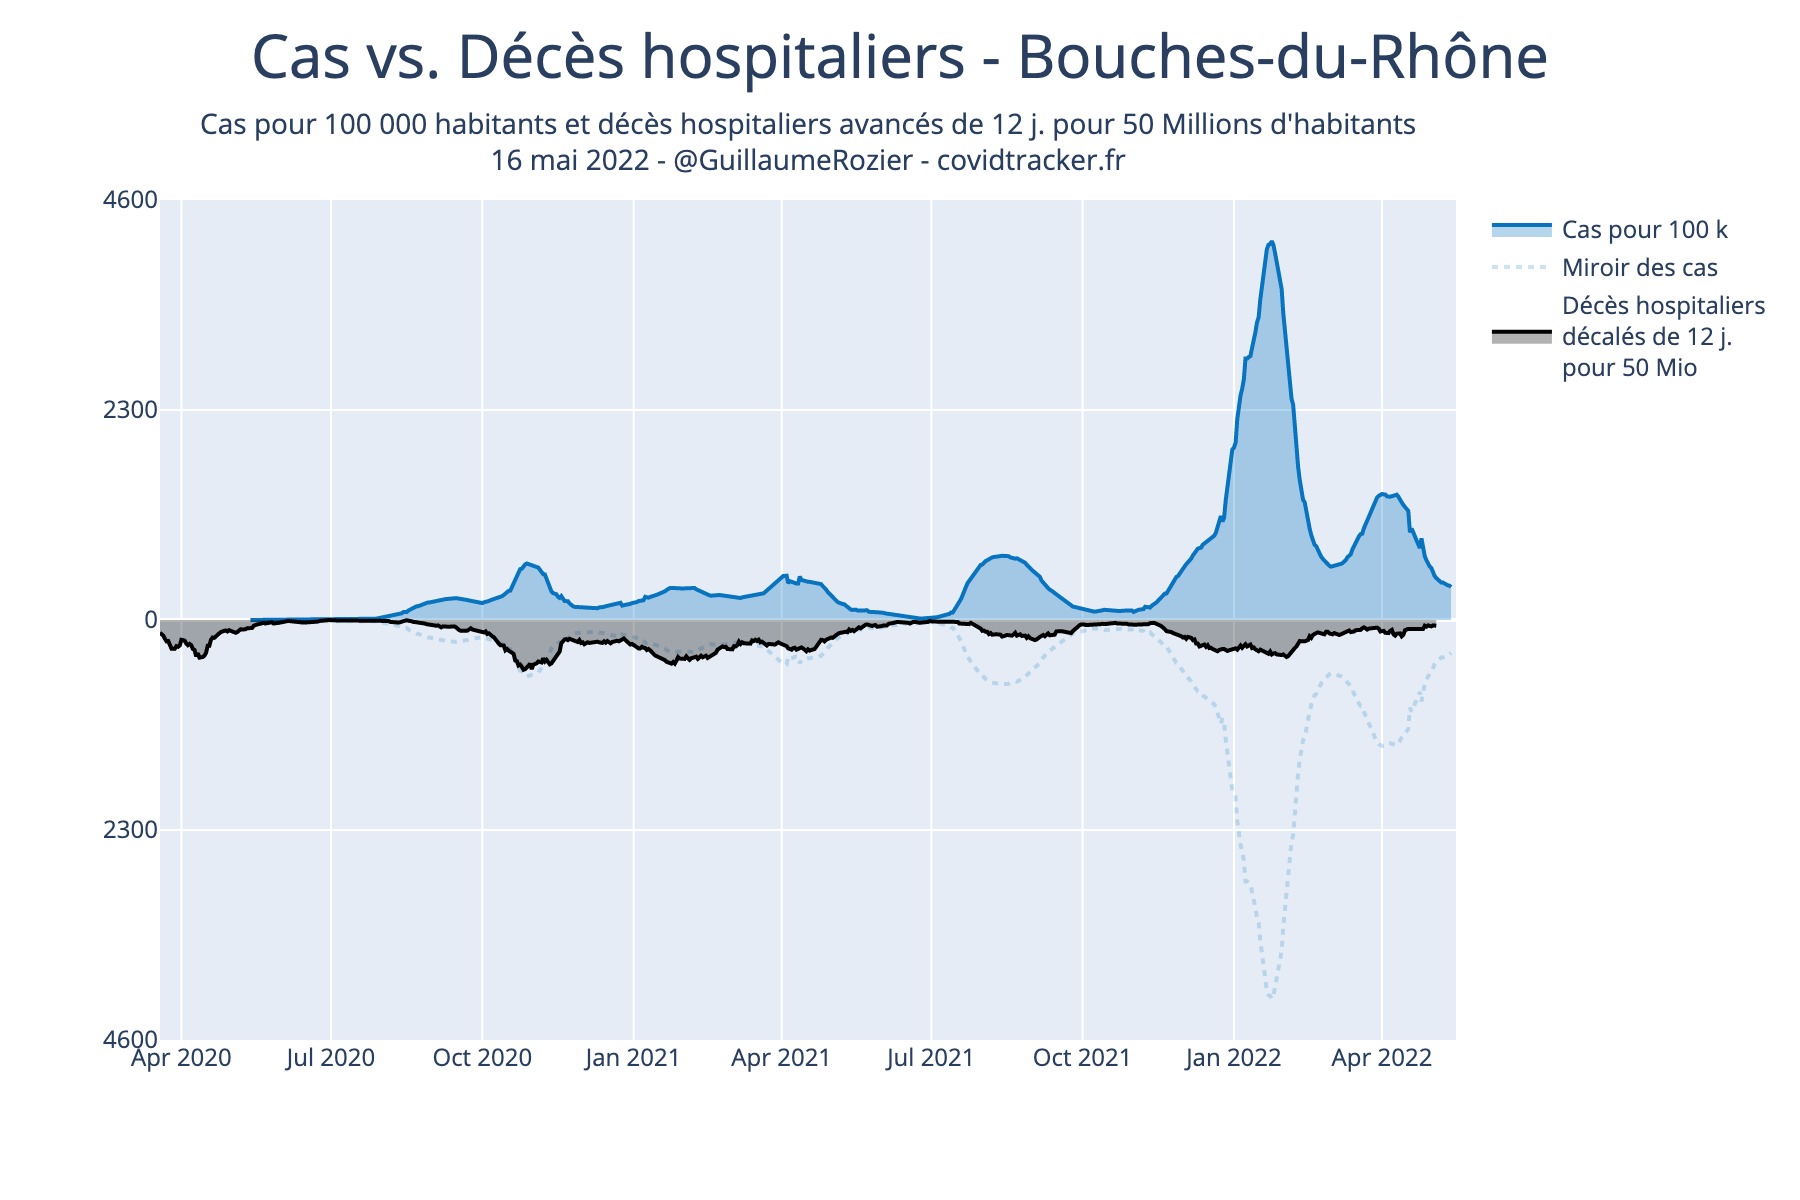 Cas vs. Décès hospitaliers - Bouches-du-Rhône
Cas pour 100 000 habitants et décès hospitaliers avancés de 12 j. pour 50 Millions d'habitants
16 mai 2022 - @GuillaumeRozier - covidtracker.fr
4600
2300
0
2300
4600
Apr 2020
Jul 2020
Oct 2020
Jan 2021
Apr 2021
Jul 2021
Oct 2021
Jan 2022
Apr 2022
Cas pour 100 k
Miroir des cas
Décès hospitaliers
décalés de 12 j.
pour 50 Mio